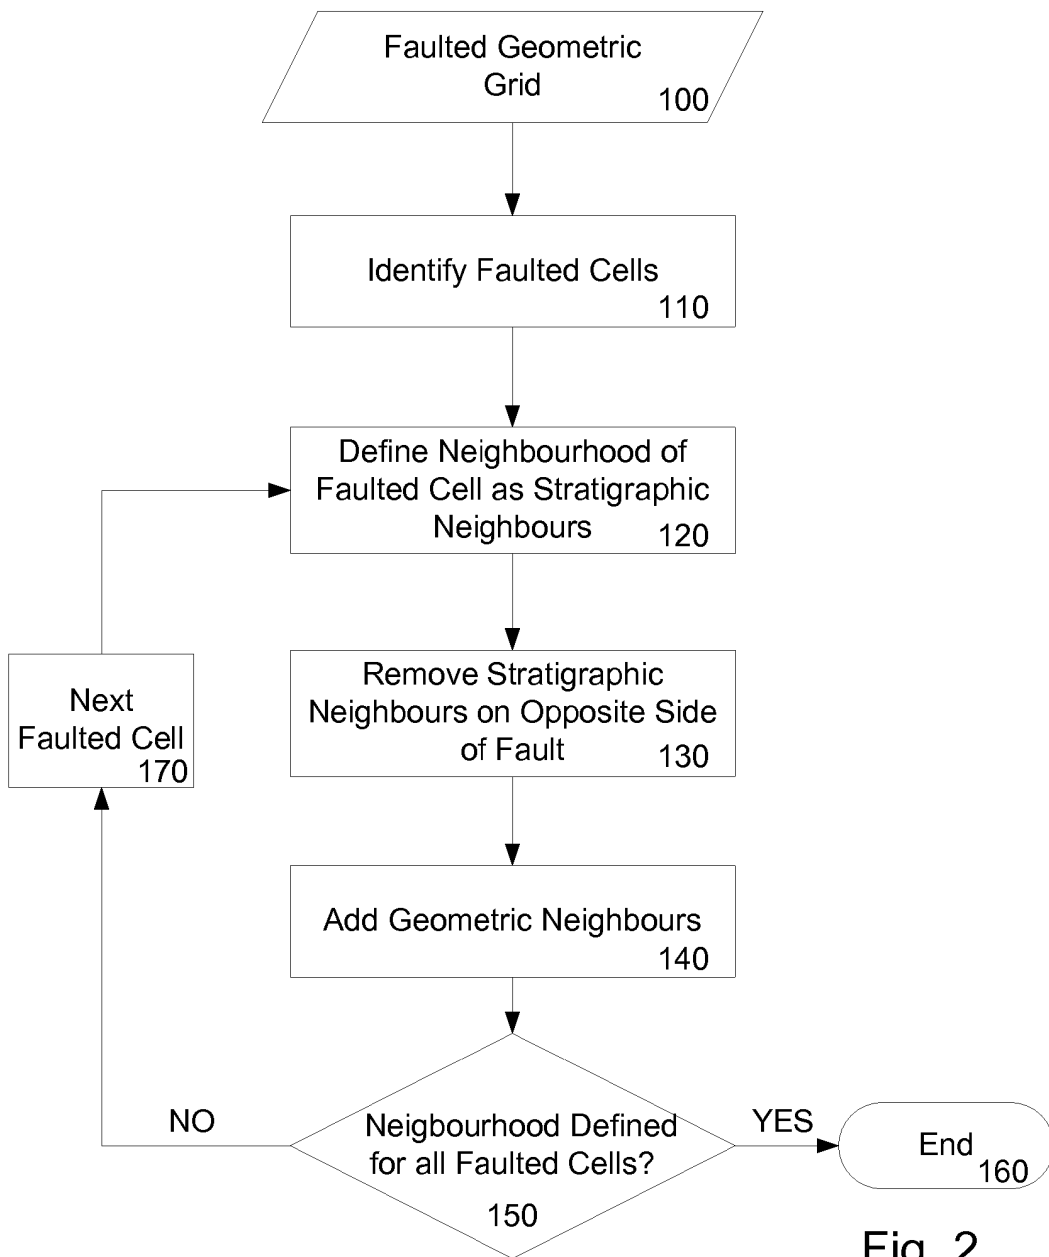 Faulted Geometric
Grid
100
Identify Faulted Cells
110
Define Neighbourhood of
Faulted Cell as Stratigraphic
Neighbours
120
Remove Stratigraphic
Neighbours on Opposite Side
of Fault
130
Next
Faulted Cell
170
Add Geometric Neighbours
140
NO
Neigbourhood Defined
for all Faulted Cells?
150
YES
End
160
Fig. 2